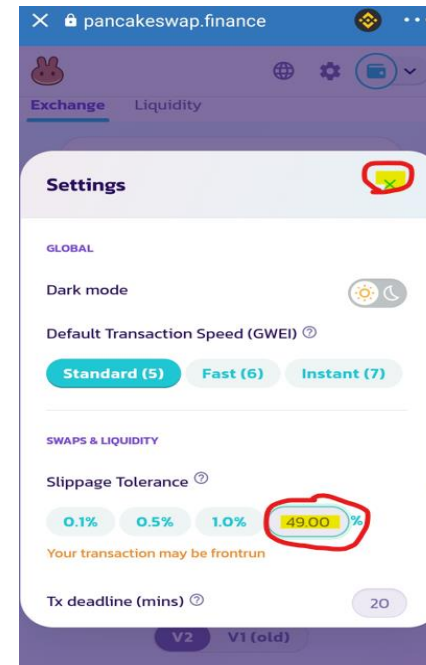 pancakeswap.finance
Exchange Liquidity
Settings
GLOBAL
Dark mode
Default Transaction Speed (GWEI) ?
Standard (5) Fast (6) Instant (7)
SWAPS & LIQUIDITY
Slippage Tolerance ?
0.1% 0.5% 1.0% 49.00 %
Your transaction may be frontrun
Tx deadline (mins) ? 20
V2 V1 (old)